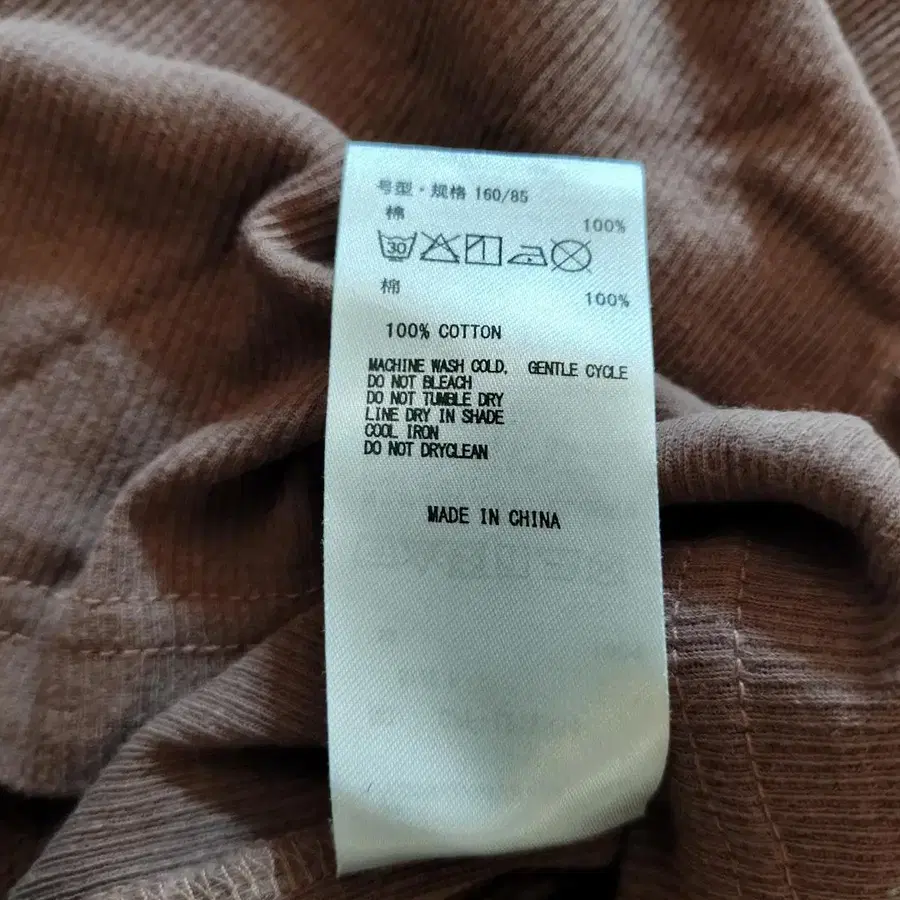 号型・规格 160/85
棉 100%
30
棉 100%
100% COTTON
MACHINE WASH COLD, GENTLE CYCLE
DO NOT BLEACH
DO NOT TUMBLE DRY
LINE DRY IN SHADE
COOL IRON
DO NOT DRYCLEAN
MADE IN CHINA